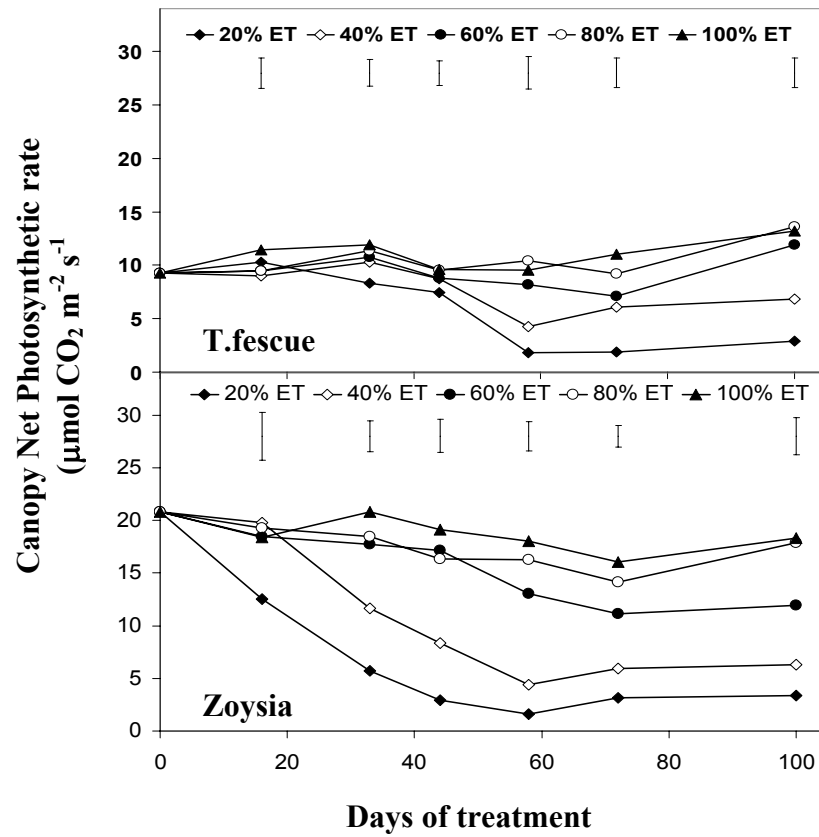 Canopy Net Photosynthetic rate
(μmol CO₂ m⁻² s⁻¹)
20% ET 40% ET 60% ET 80% ET 100% ET
30
25
20
15
10
5
0
T.fescue
20% ET 40% ET 60% ET 80% ET 100% ET
30
25
20
15
10
5
0
Zoysia
0 20 40 60 80 100
Days of treatment